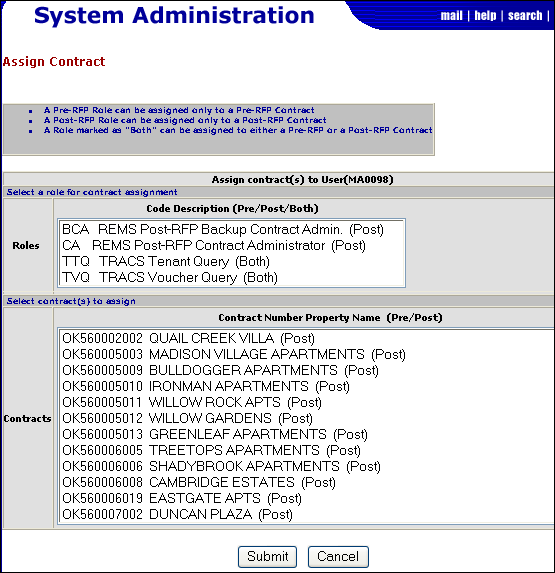 System Administration
mail | help | search |
Assign Contract
A Pre-RFP Role can be assigned only to a Pre-RFP Contract
A Post-RFP Role can be assigned only to a Post-RFP Contract
A Role marked as "Both" can be assigned to either a Pre-RFP or a Post-RFP Contract
Assign contract(s) to User(MA0098)
Select a role for contract assignment
Code Description (Pre/Post/Both)
Roles
BCA REMS Post-RFP Backup Contract Admin. (Post)
CA REMS Post-RFP Contract Administrator (Post)
TTQ TRACS Tenant Query (Both)
TVQ TRACS Voucher Query (Both)
Select contract(s) to assign
Contract Number Property Name (Pre/Post)
Contracts
OK560002002 QUAIL CREEK VILLA (Post)
OK560005003 MADISON VILLAGE APARTMENTS (Post)
OK560005009 BULLDOGGER APARTMENTS (Post)
OK560005010 IRONMAN APARTMENTS (Post)
OK560005011 WILLOW ROCK APTS (Post)
OK560005012 WILLOW GARDENS (Post)
OK560005013 GREENLEAF APARTMENTS (Post)
OK560006005 TREETOPS APARTMENTS (Post)
OK560006006 SHADYBROOK APARTMENTS (Post)
OK560006008 CAMBRIDGE ESTATES (Post)
OK560006019 EASTGATE APTS (Post)
OK560007002 DUNCAN PLAZA (Post)
Submit Cancel